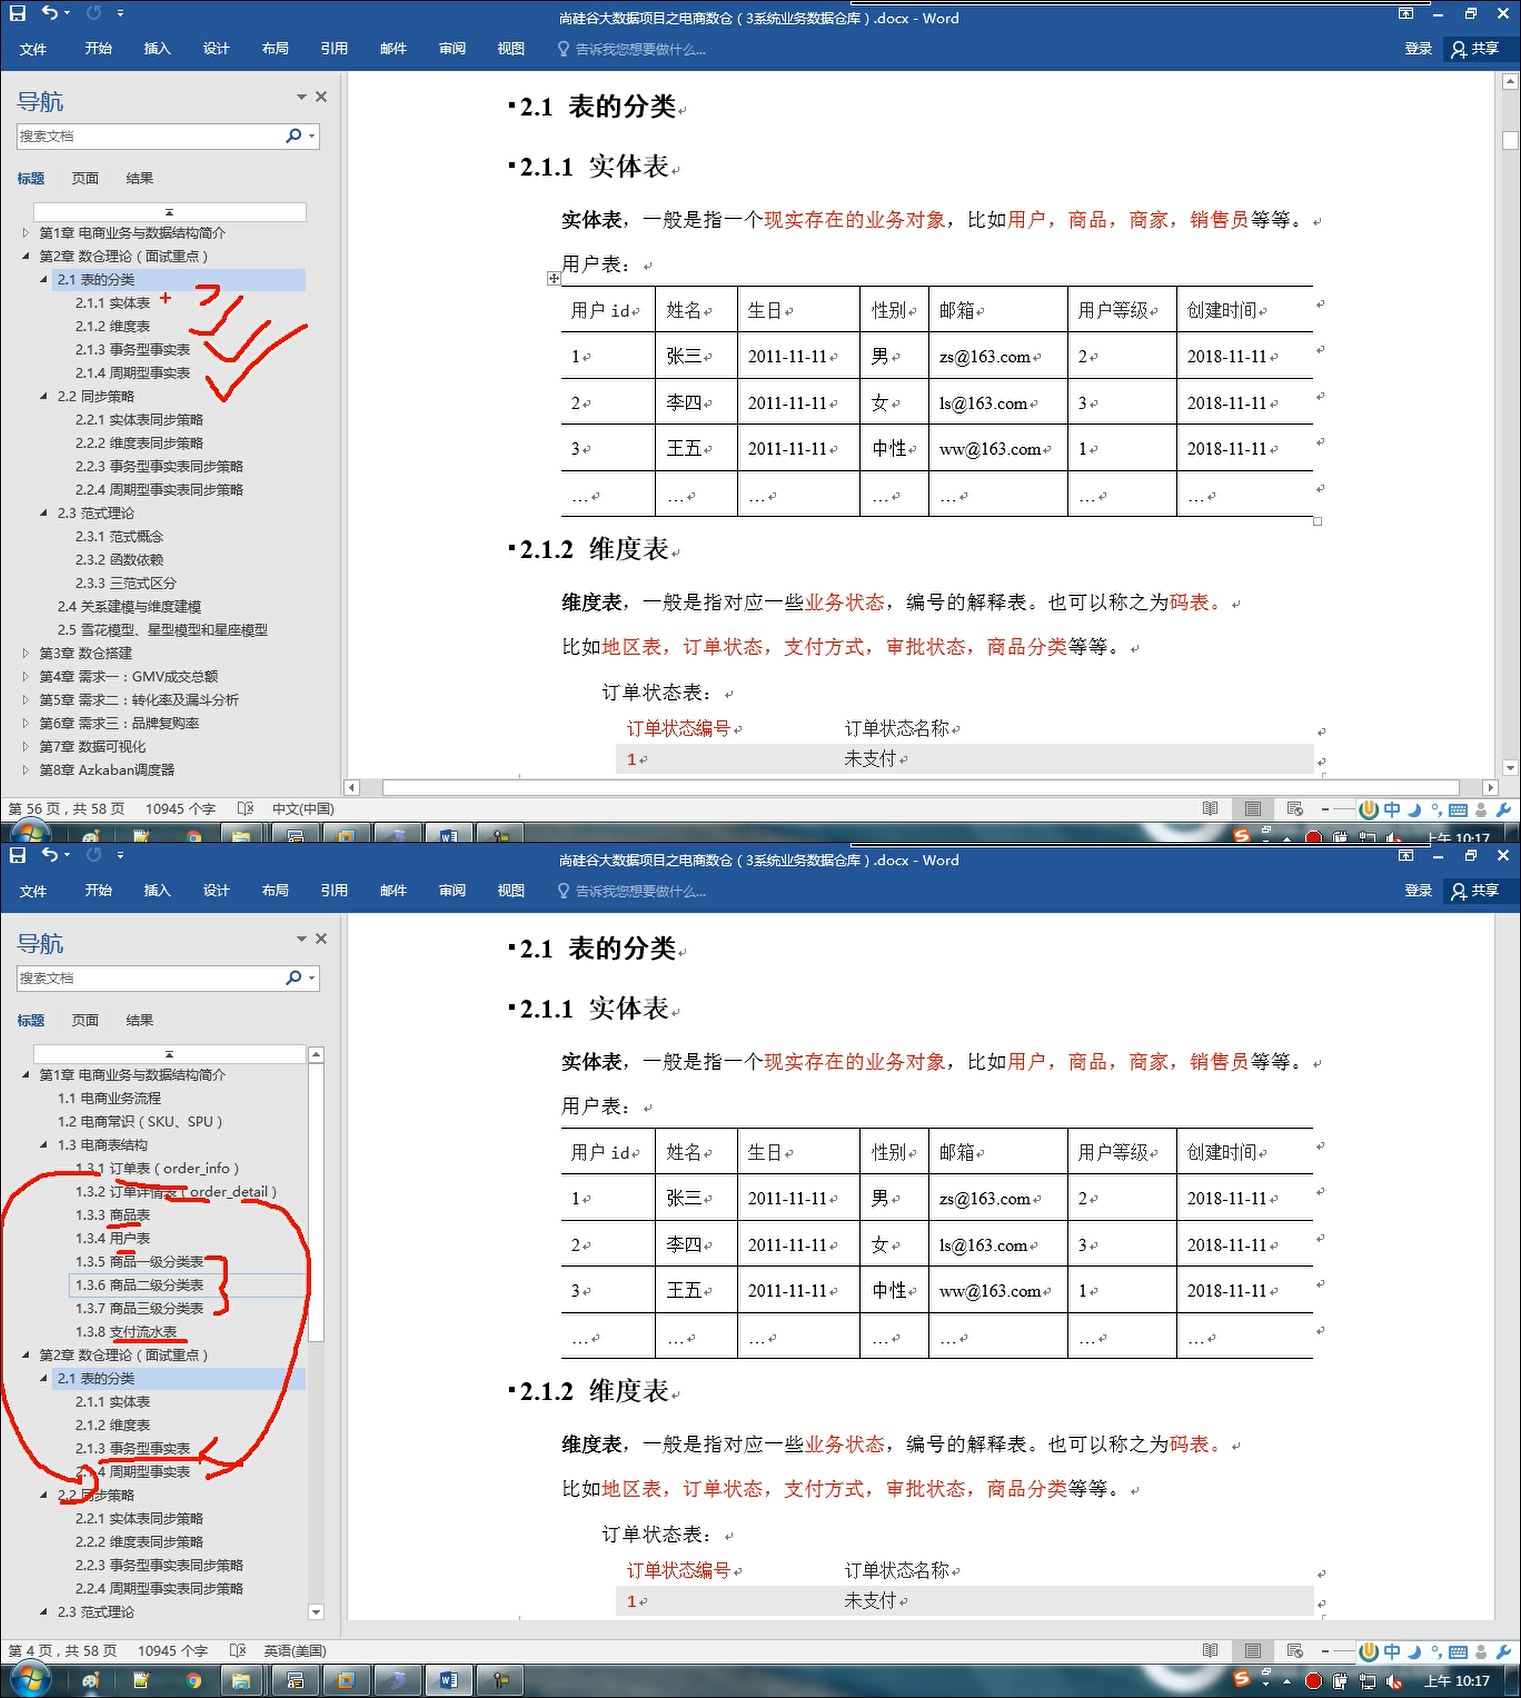 尚硅谷大数据项目之电商数仓（3系统业务数据仓库）.docx - Word
文件 开始 插入 设计 布局 引用 邮件 审阅 视图 告诉我您想要做什么... 登录 共享
导航
搜索文档
标题 页面 结果
第1章 电商业务与数据结构简介
第2章 数仓理论（面试重点）
2.1 表的分类
2.1.1 实体表
2.1.2 维度表
2.1.3 事务型事实表
2.1.4 周期型事实表
2.2 同步策略
2.2.1 实体表同步策略
2.2.2 维度表同步策略
2.2.3 事务型事实表同步策略
2.2.4 周期型事实表同步策略
2.3 范式理论
2.3.1 范式概念
2.3.2 函数依赖
2.3.3 三范式区分
2.4 关系建模与维度建模
2.5 雪花模型、星型模型和星座模型
第3章 数仓搭建
第4章 需求一：GMV成交总额
第5章 需求二：转化率及漏斗分析
第6章 需求三：品牌复购率
第7章 数据可视化
第8章 Azkaban调度器
2.1 表的分类
2.1.1 实体表
实体表，一般是指一个现实存在的业务对象，比如用户，商品，商家，销售员等等。
用户表：
用户 id 姓名 生日 性别 邮箱 用户等级 创建时间
1 张三 2011-11-11 男 zs@163.com 2 2018-11-11
2 李四 2011-11-11 女 ls@163.com 3 2018-11-11
3 王五 2011-11-11 中性 ww@163.com 1 2018-11-11
… … … … … … …
2.1.2 维度表
维度表，一般是指对应一些业务状态，编号的解释表。也可以称之为码表。
比如地区表，订单状态，支付方式，审批状态，商品分类等等。
订单状态表：
订单状态编号 订单状态名称
1 未支付
第 56 页，共 58 页 10945 个字 中文(中国)
中
上午 10:17
尚硅谷大数据项目之电商数仓（3系统业务数据仓库）.docx - Word
文件 开始 插入 设计 布局 引用 邮件 审阅 视图 告诉我您想要做什么... 登录 共享
导航
搜索文档
标题 页面 结果
第1章 电商业务与数据结构简介
1.1 电商业务流程
1.2 电商常识（SKU、SPU）
1.3 电商表结构
1.3.1 订单表（order_info）
1.3.2 订单详情表（order_detail）
1.3.3 商品表
1.3.4 用户表
1.3.5 商品一级分类表
1.3.6 商品二级分类表
1.3.7 商品三级分类表
1.3.8 支付流水表
第2章 数仓理论（面试重点）
2.1 表的分类
2.1.1 实体表
2.1.2 维度表
2.1.3 事务型事实表
2.1.4 周期型事实表
2.2 同步策略
2.2.1 实体表同步策略
2.2.2 维度表同步策略
2.2.3 事务型事实表同步策略
2.2.4 周期型事实表同步策略
2.3 范式理论
2.1 表的分类
2.1.1 实体表
实体表，一般是指一个现实存在的业务对象，比如用户，商品，商家，销售员等等。
用户表：
用户 id 姓名 生日 性别 邮箱 用户等级 创建时间
1 张三 2011-11-11 男 zs@163.com 2 2018-11-11
2 李四 2011-11-11 女 ls@163.com 3 2018-11-11
3 王五 2011-11-11 中性 ww@163.com 1 2018-11-11
… … … … … … …
2.1.2 维度表
维度表，一般是指对应一些业务状态，编号的解释表。也可以称之为码表。
比如地区表，订单状态，支付方式，审批状态，商品分类等等。
订单状态表：
订单状态编号 订单状态名称
1 未支付
第 4 页，共 58 页 10945 个字 英语(美国)
中
上午 10:17